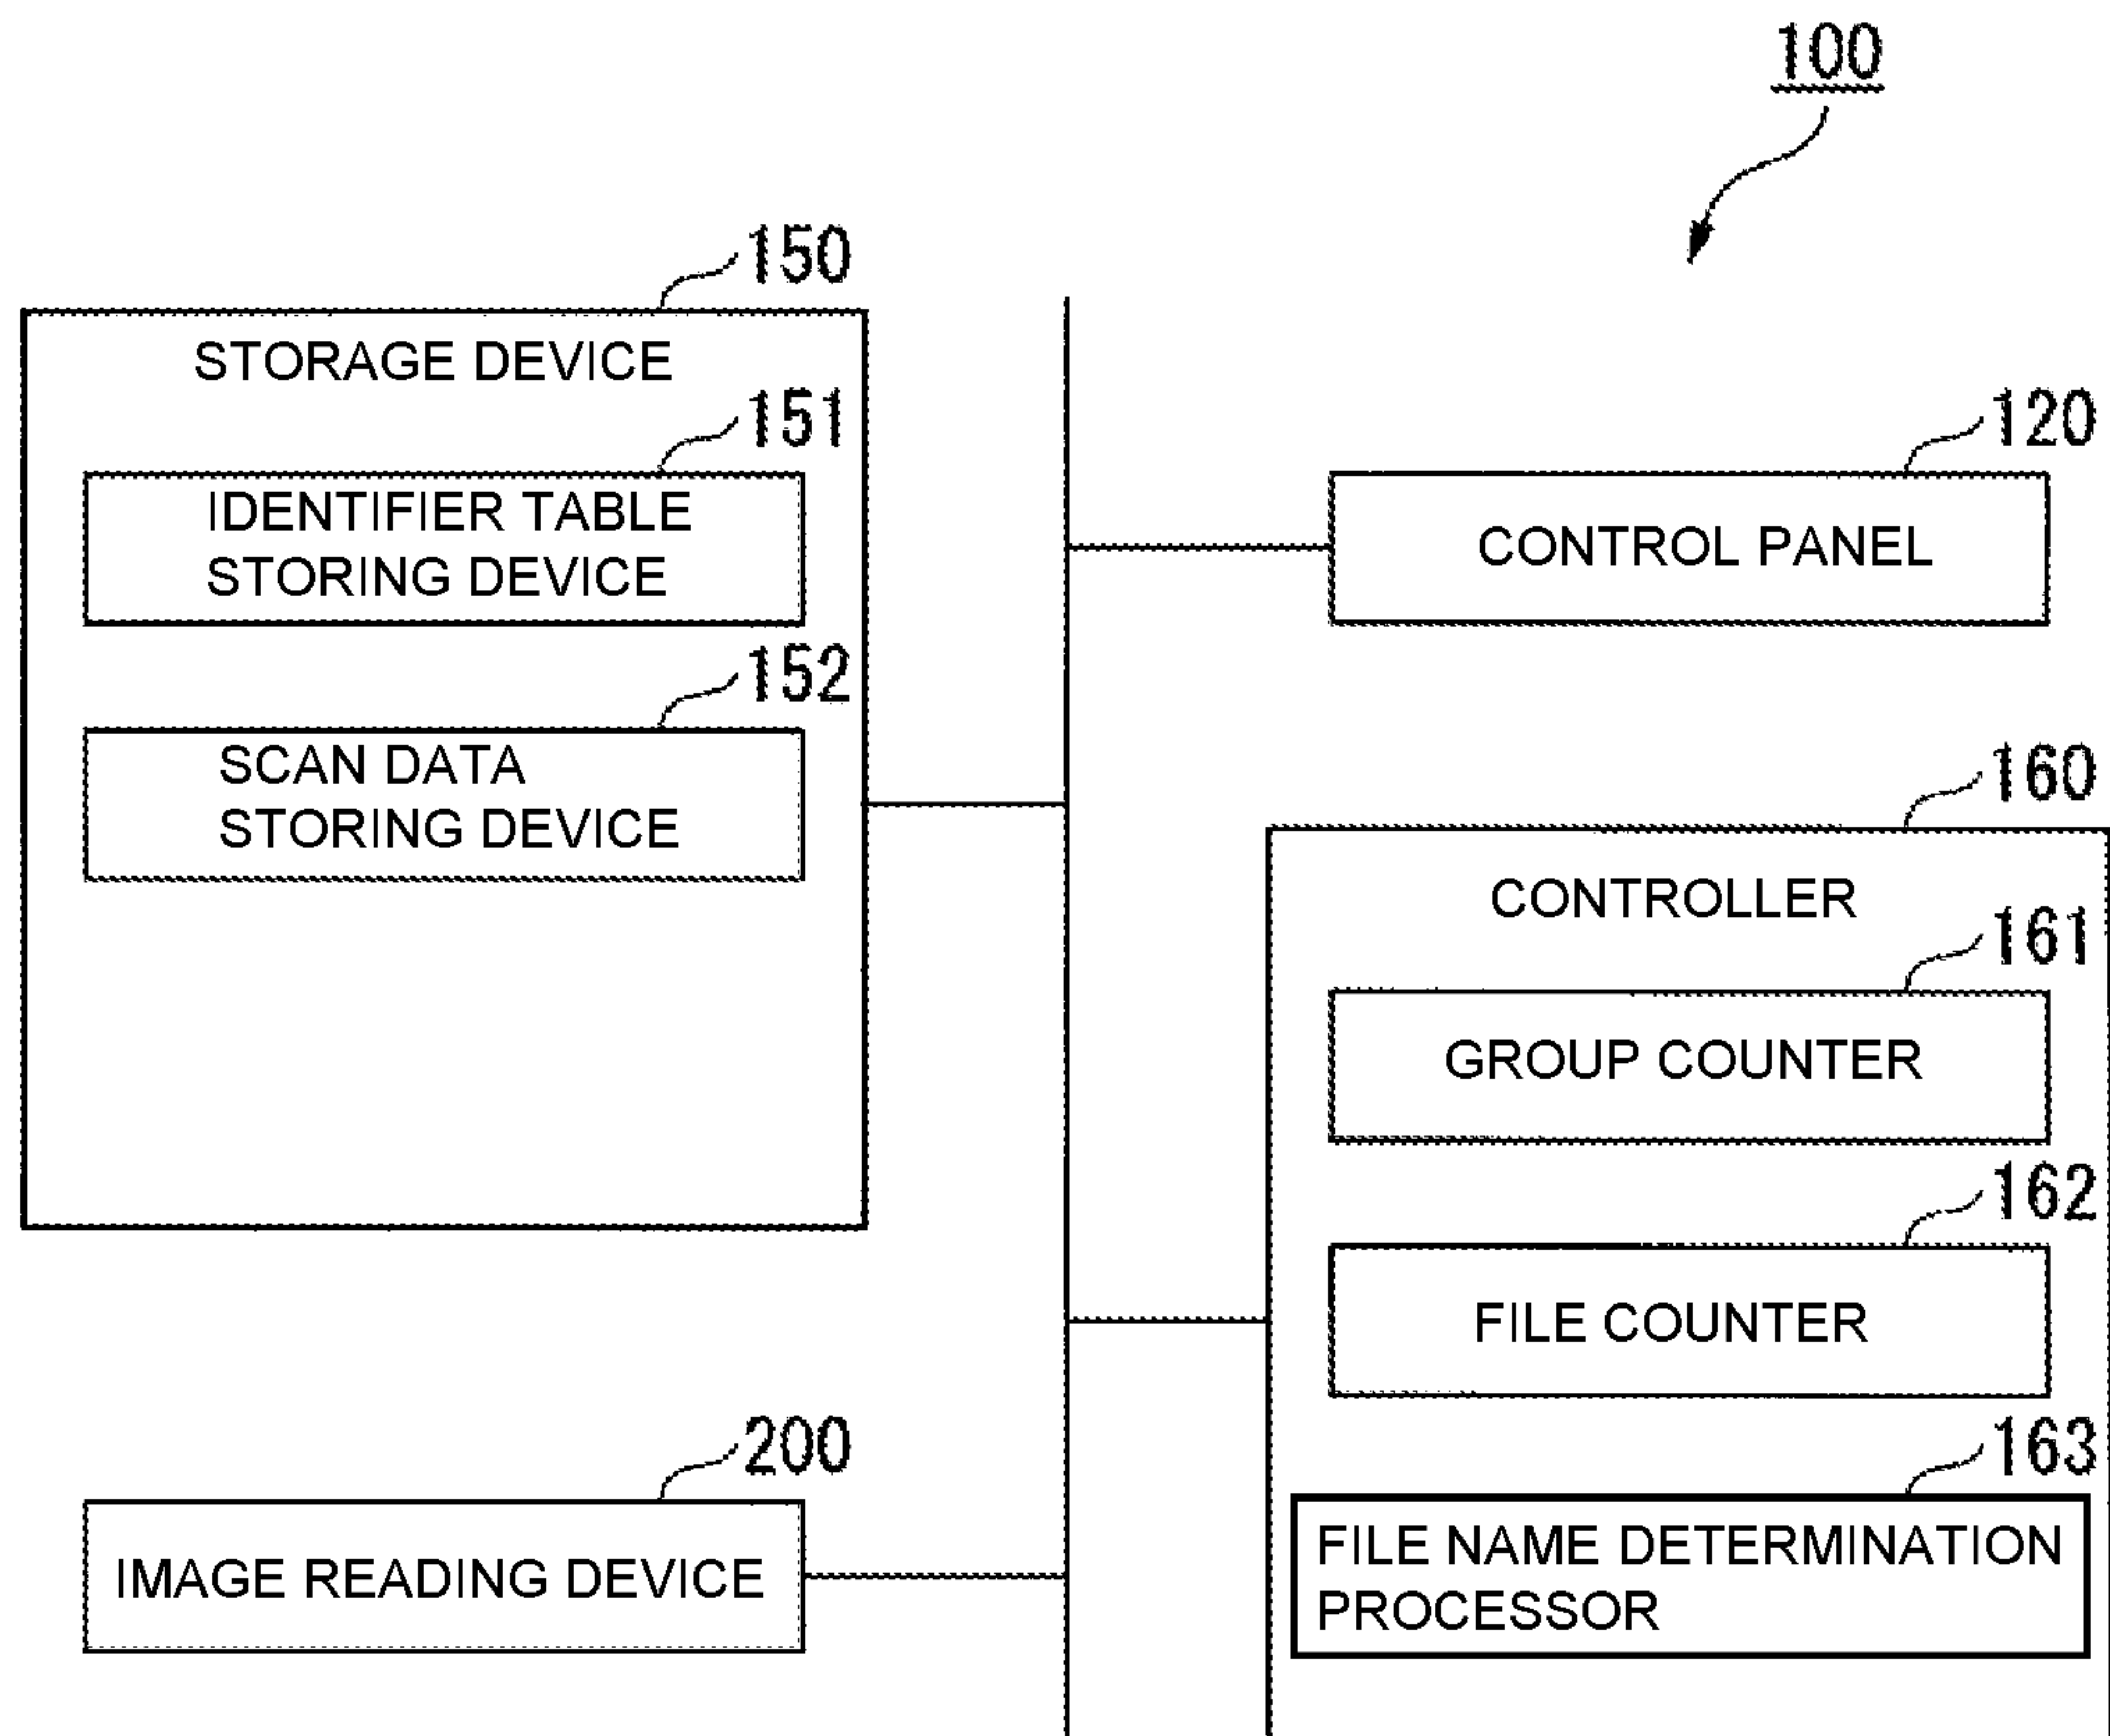 100
150
STORAGE DEVICE
151
IDENTIFIER TABLE
STORING DEVICE
152
SCAN DATA
STORING DEVICE
120
CONTROL PANEL
160
CONTROLLER
161
GROUP COUNTER
162
FILE COUNTER
163
FILE NAME DETERMINATION
PROCESSOR
200
IMAGE READING DEVICE